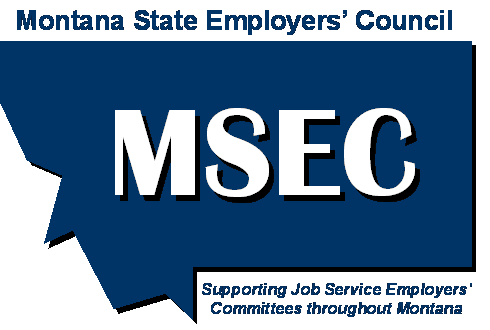 Montana State Employers’ Council
MSEC
Supporting Job Service Employers'
Committees throughout Montana